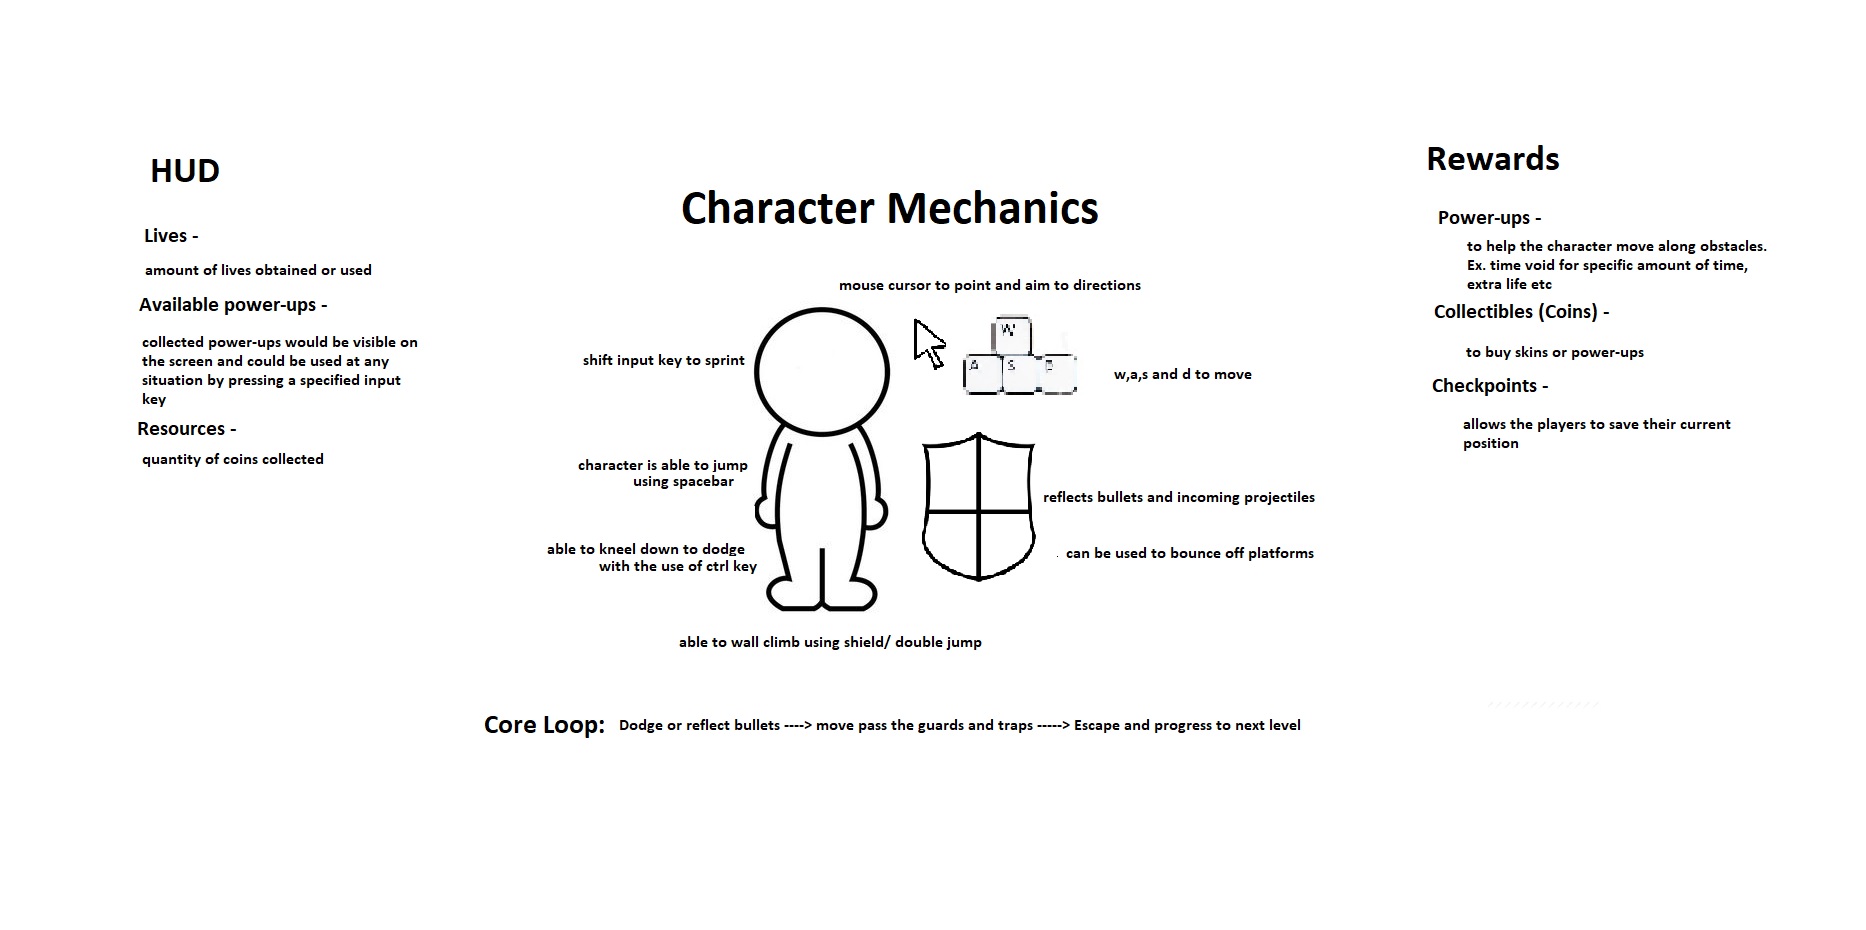 HUD
Lives -
amount of lives obtained or used
Available power-ups -
collected power-ups would be visible on
the screen and could be used at any
situation by pressing a specified input
key
Resources -
quantity of coins collected
Character Mechanics
mouse cursor to point and aim to directions
shift input key to sprint
W
A S D
w,a,s and d to move
character is able to jump
using spacebar
reflects bullets and incoming projectiles
able to kneel down to dodge
with the use of ctrl key
. can be used to bounce off platforms
able to wall climb using shield/ double jump
Core Loop: Dodge or reflect bullets ----> move pass the guards and traps -----> Escape and progress to next level
Rewards
Power-ups -
to help the character move along obstacles.
Ex. time void for specific amount of time,
extra life etc
Collectibles (Coins) -
to buy skins or power-ups
Checkpoints -
allows the players to save their current
position